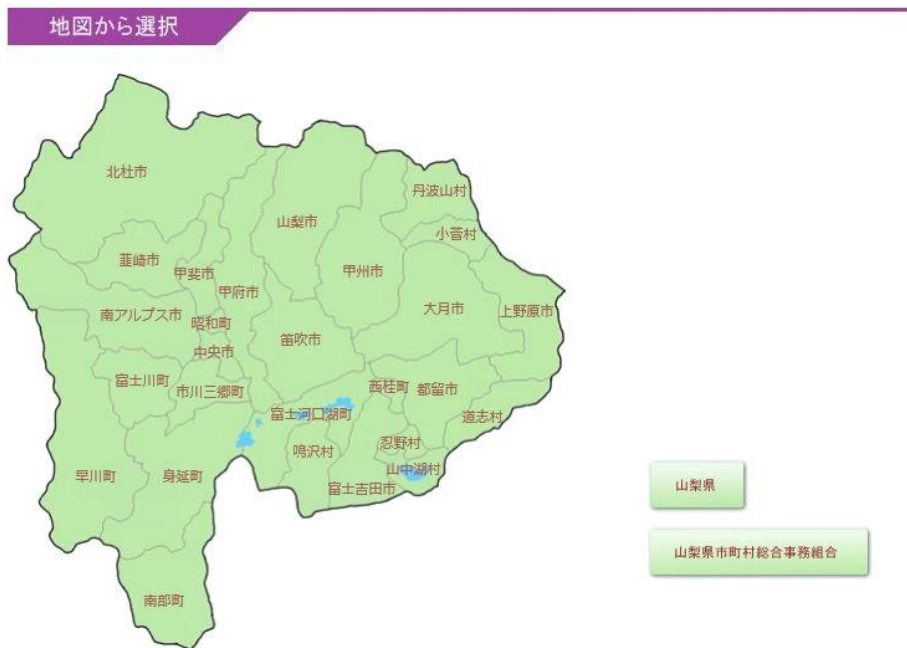 地図から選択
北杜市
丹波山村
山梨市
小菅村
韮崎市
甲斐市
甲州市
甲府市
南アルプス市
大月市
上野原市
昭和町
笛吹市
中央市
富士川町
市川三郷町
西桂町
都留市
富士河口湖町
道志村
鳴沢村
忍野村
早川町
身延町
山中湖村
富士吉田市
山梨県
山梨県市町村総合事務組合
南部町